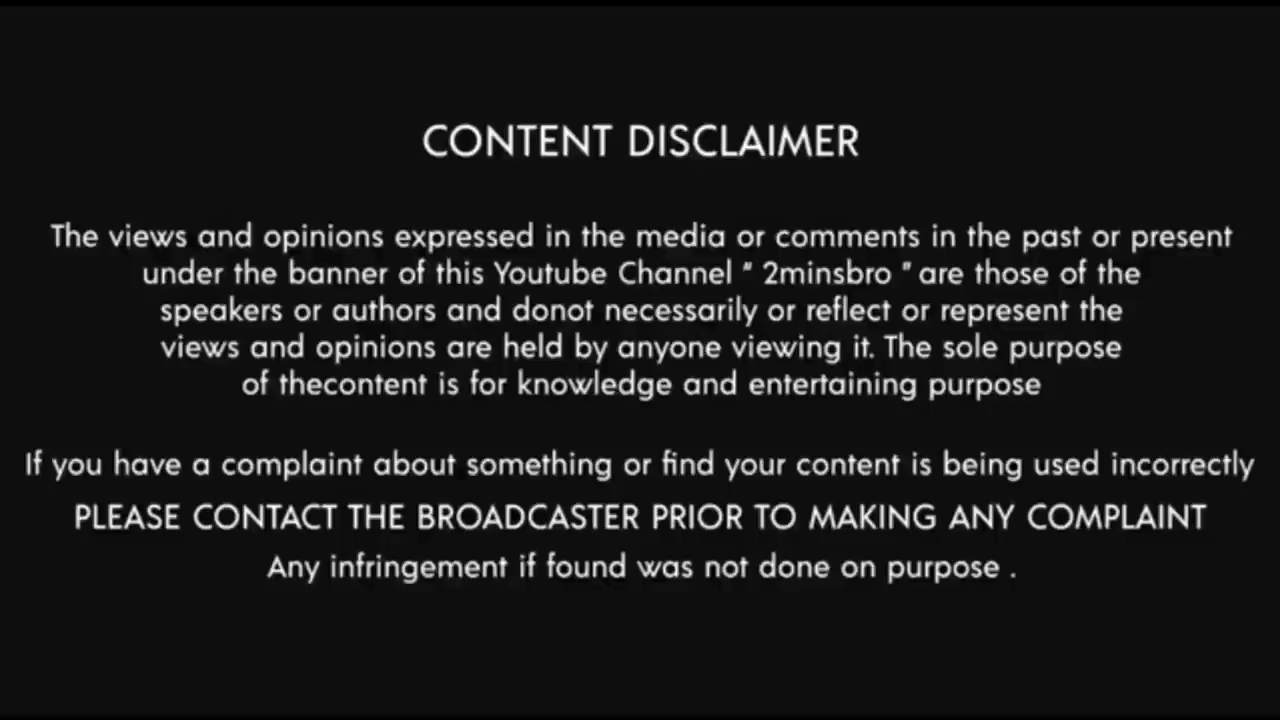 CONTENT DISCLAIMER
The views and opinions expressed in the media or comments in the past or present
under the banner of this Youtube Channel " 2minsbro " are those of the
speakers or authors and donot necessarily or reflect or represent the
views and opinions are held by anyone viewing it. The sole purpose
of thecontent is for knowledge and entertaining purpose
If you have a complaint about something or find your content is being used incorrectly
PLEASE CONTACT THE BROADCASTER PRIOR TO MAKING ANY COMPLAINT
Any infringement if found was not done on purpose .